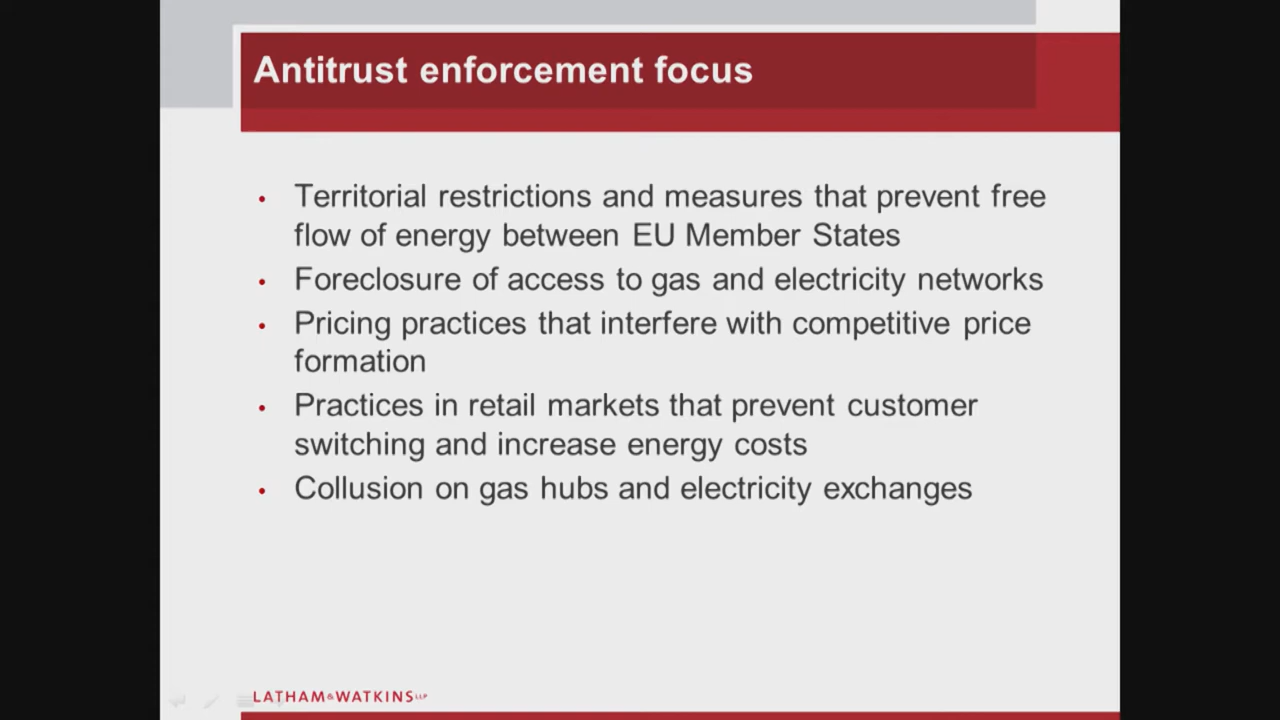 Antitrust enforcement focus
• Territorial restrictions and measures that prevent free
flow of energy between EU Member States
• Foreclosure of access to gas and electricity networks
• Pricing practices that interfere with competitive price
formation
• Practices in retail markets that prevent customer
switching and increase energy costs
• Collusion on gas hubs and electricity exchanges
LATHAM&WATKINS LLP